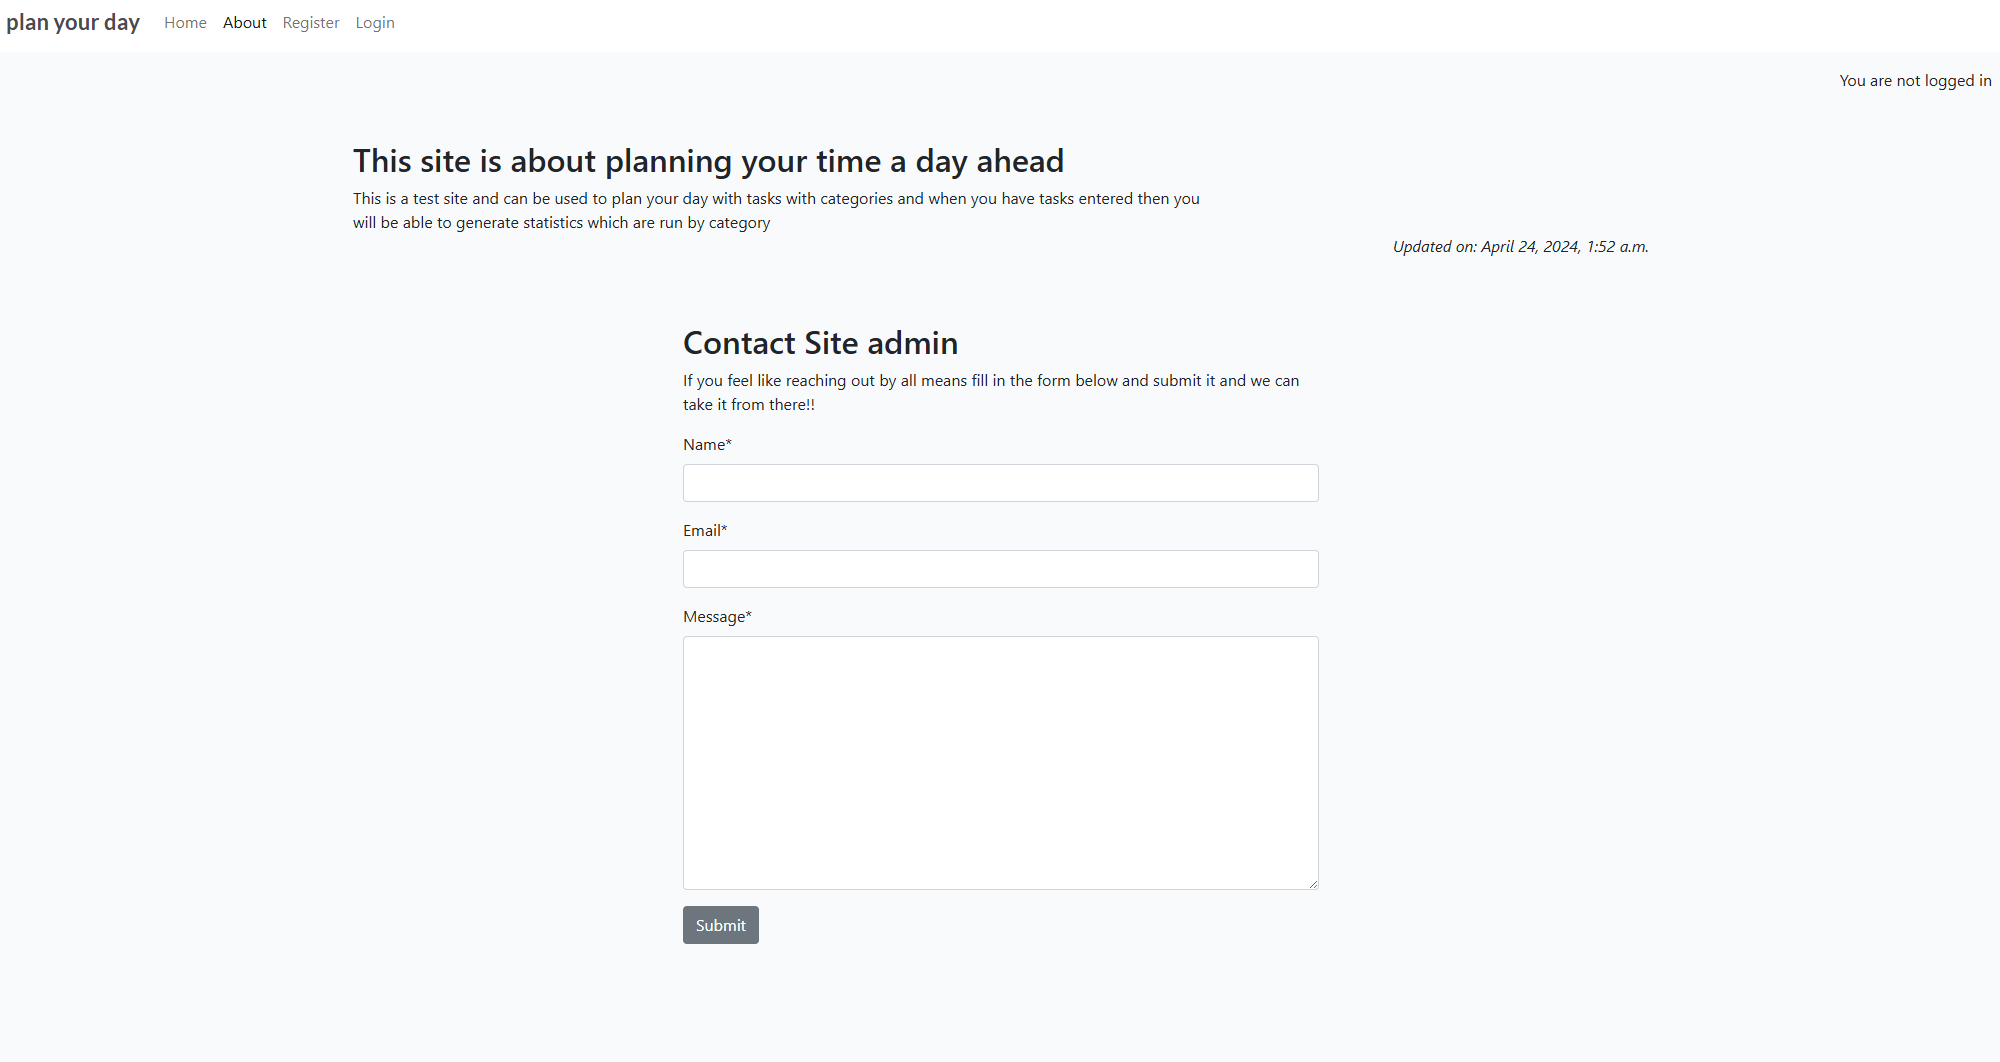 plan your day Home About Register Login
You are not logged in
This site is about planning your time a day ahead
This is a test site and can be used to plan your day with tasks with categories and when you have tasks entered then you
will be able to generate statistics which are run by category
Updated on: April 24, 2024, 1:52 a.m.
Contact Site admin
If you feel like reaching out by all means fill in the form below and submit it and we can
take it from there!!
Name*
Email*
Message*
Submit